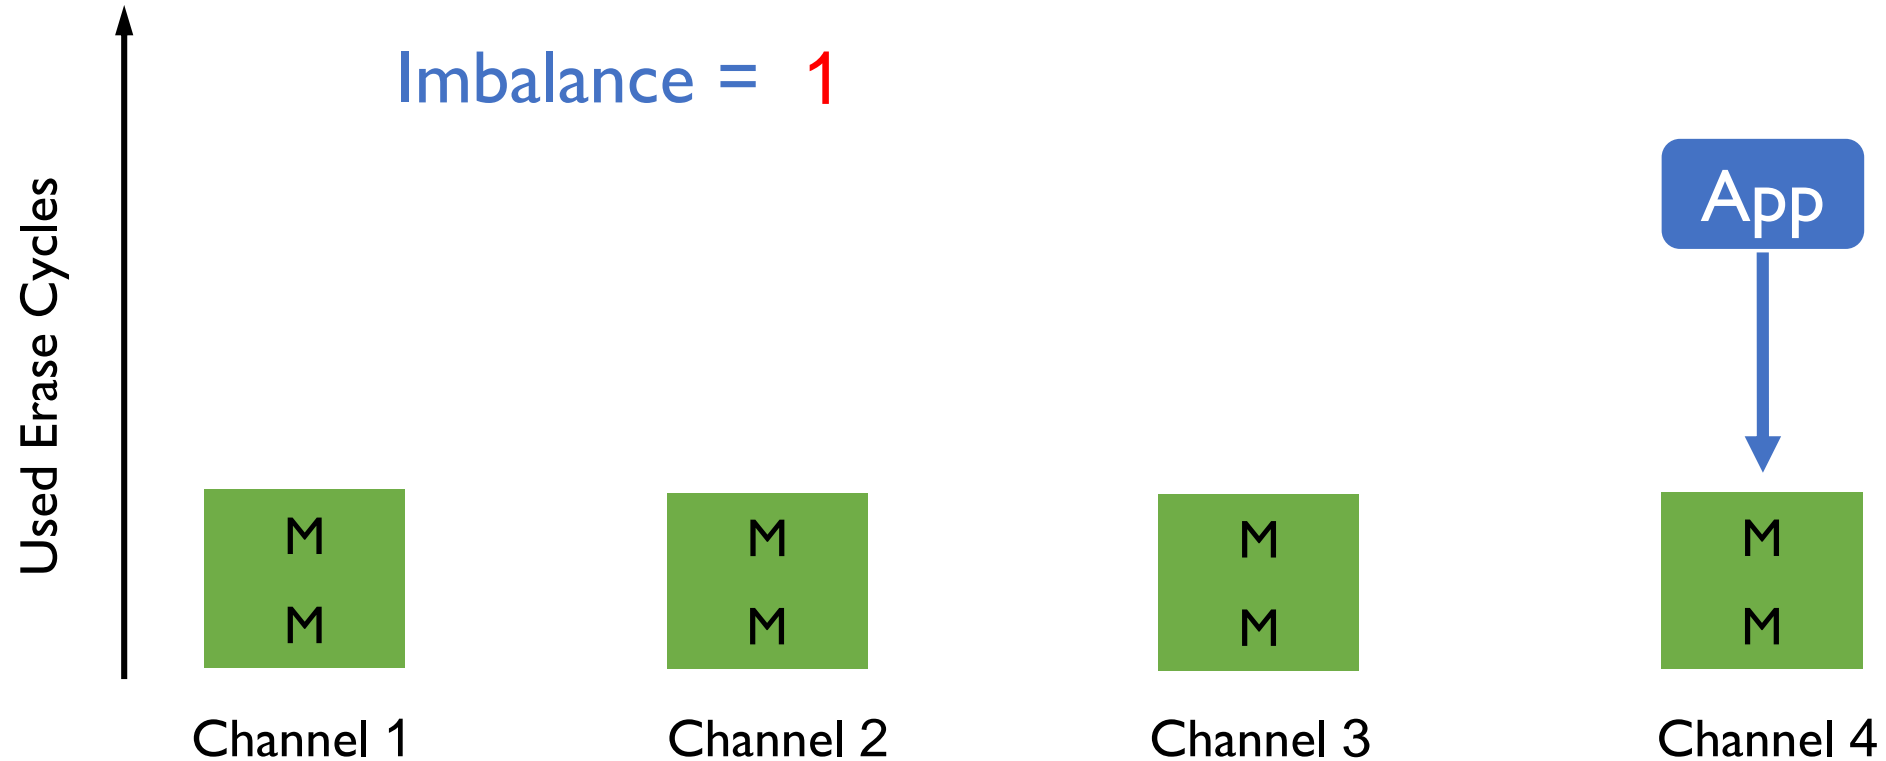 Imbalance = 1
App
Used Erase Cycles
M
M
M
M
M
M
M
M
Channel 1
Channel 2
Channel 3
Channel 4